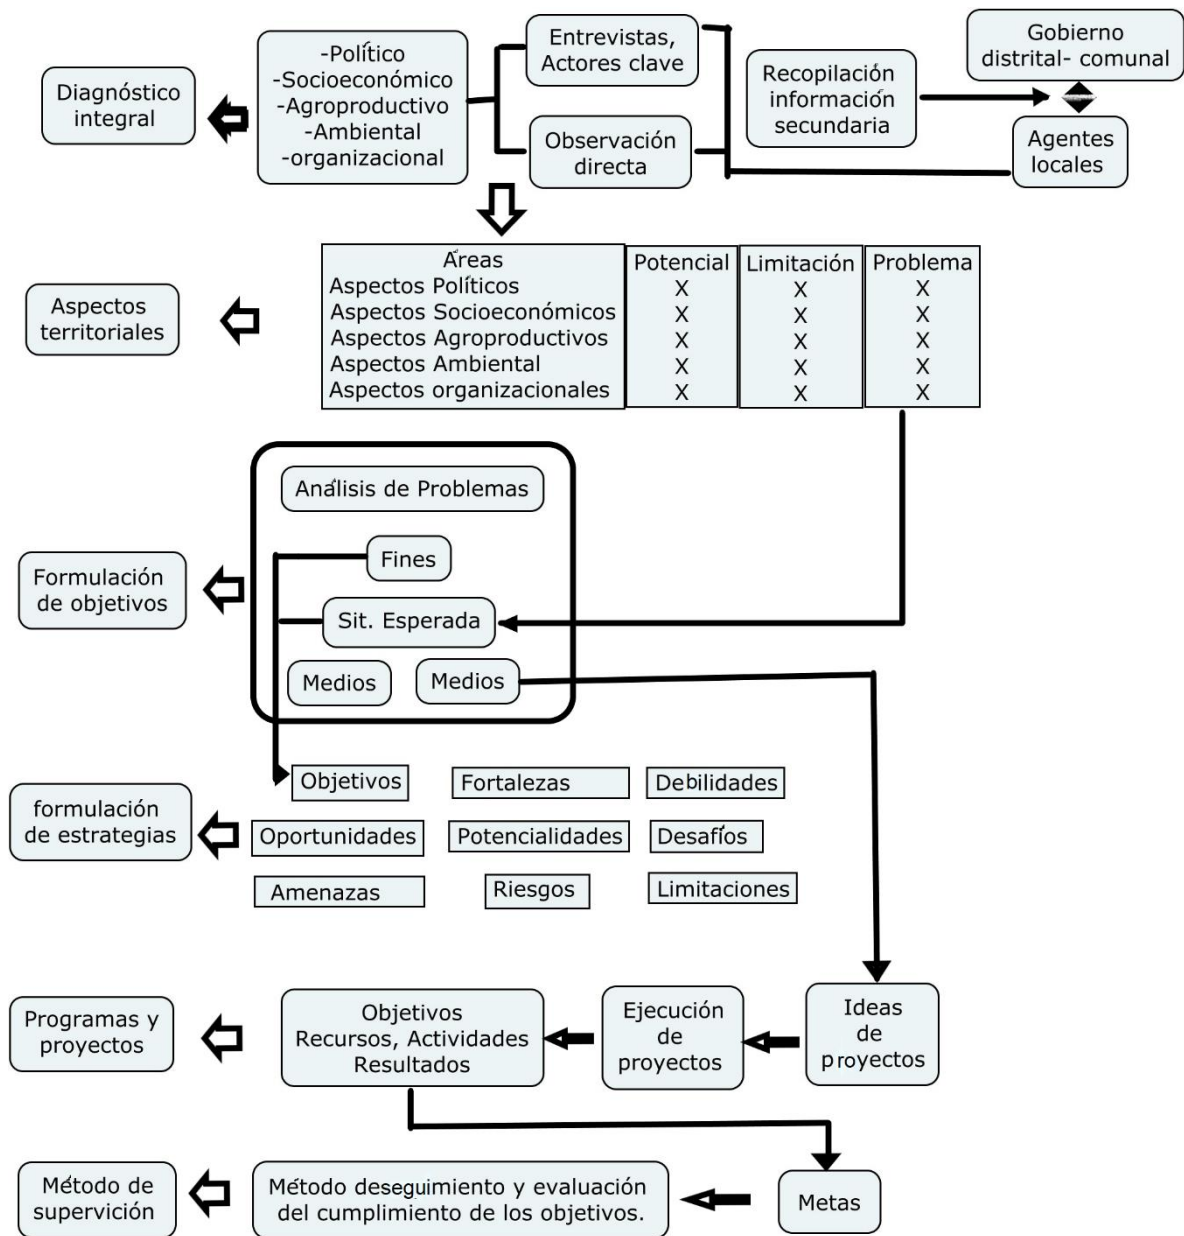 Diagnóstico
integral
-Político
-Socioeconómico
-Agroproductivo
-Ambiental
-organizacional
Entrevistas,
Actores clave
Observación
directa
Recopilación
información
secundaria
Gobierno
distrital- comunal
Agentes
locales
Aspectos
territoriales
Áreas
Potencial
Limitación
Problema
Aspectos Políticos X X X
Aspectos Socioeconómicos X X X
Aspectos Agroproductivos X X X
Aspectos Ambiental X X X
Aspectos organizacionales X X X
Formulación
de objetivos
Análisis de Problemas
Fines
Sit. Esperada
Medios
Medios
formulación
de estrategias
Objetivos
Fortalezas
Debilidades
Oportunidades
Potencialidades
Desafíos
Amenazas
Riesgos
Limitaciones
Programas y
proyectos
Objetivos
Recursos, Actividades
Resultados
Ejecución
de
proyectos
Ideas
de
proyectos
Método de
supervición
Método deseguimiento y evaluación
del cumplimiento de los objetivos.
Metas